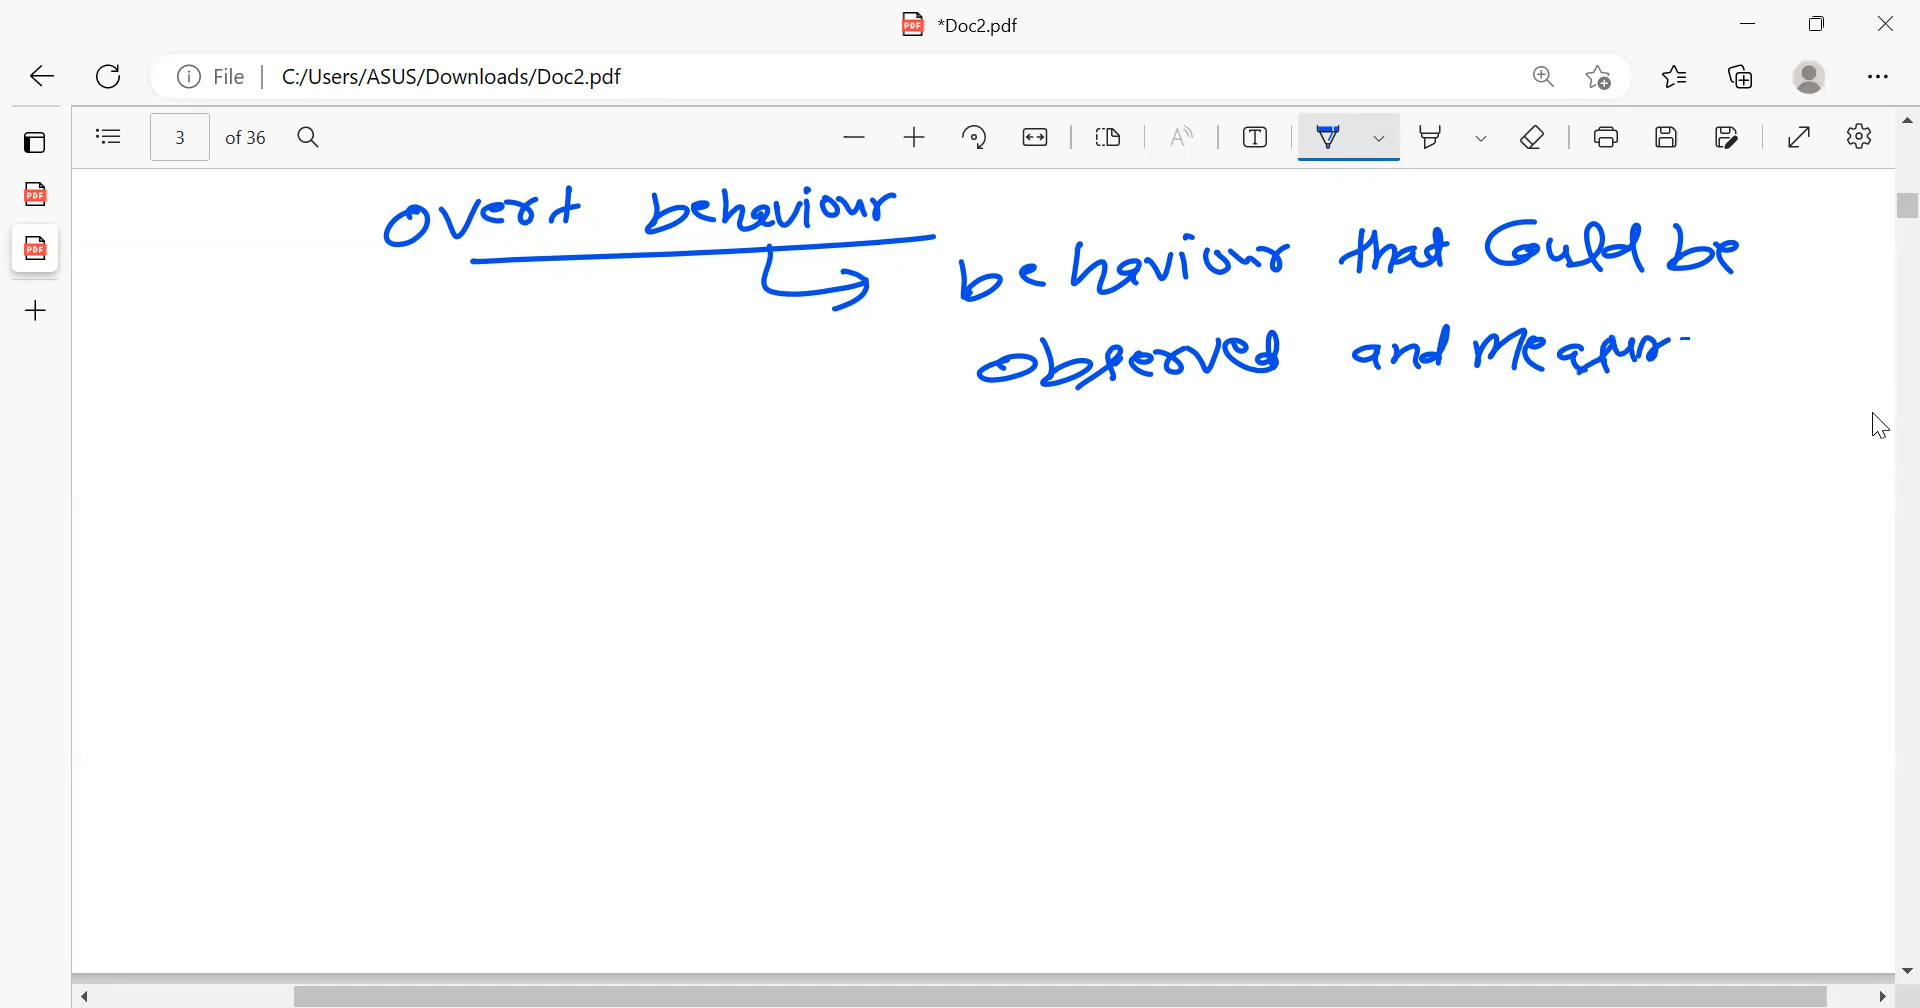 *Doc2.pdf
File | C:/Users/ASUS/Downloads/Doc2.pdf
3 of 36
overt behaviour
behaviour that could be
observed and measur-